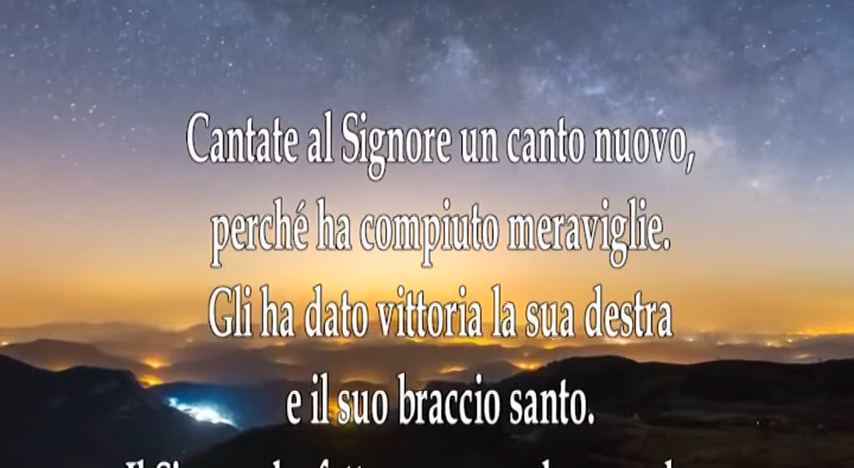 Cantate al Signore un canto nuovo,
perché ha compiuto meraviglie.
Gli ha dato vittoria la sua destra
e il suo braccio santo.